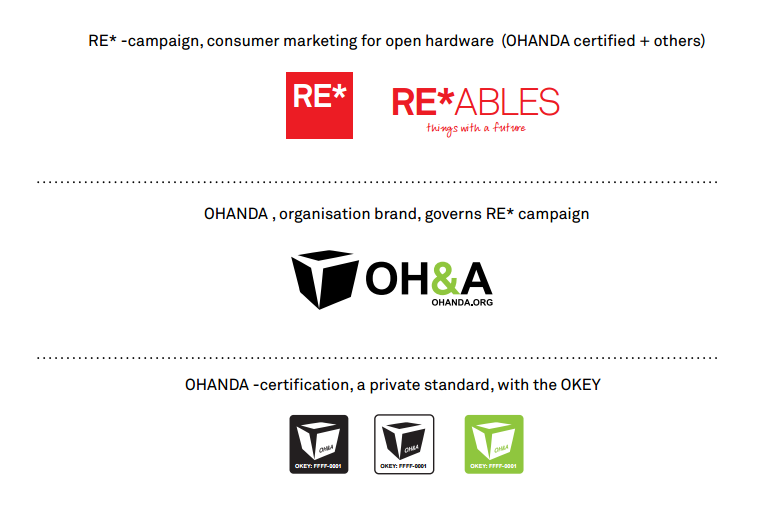 RE* -campaign, consumer marketing for open hardware (OHANDA certified + others)
RE* RE*ABLES
things with a future
OHANDA , organisation brand, governs RE* campaign
OH&A
OHANDA.ORG
OHANDA -certification, a private standard, with the OKEY
OH&A OH&A OH&A
OKEY: FFFF-0001 OKEY: FFFF-0001 OKEY: FFFF-0001